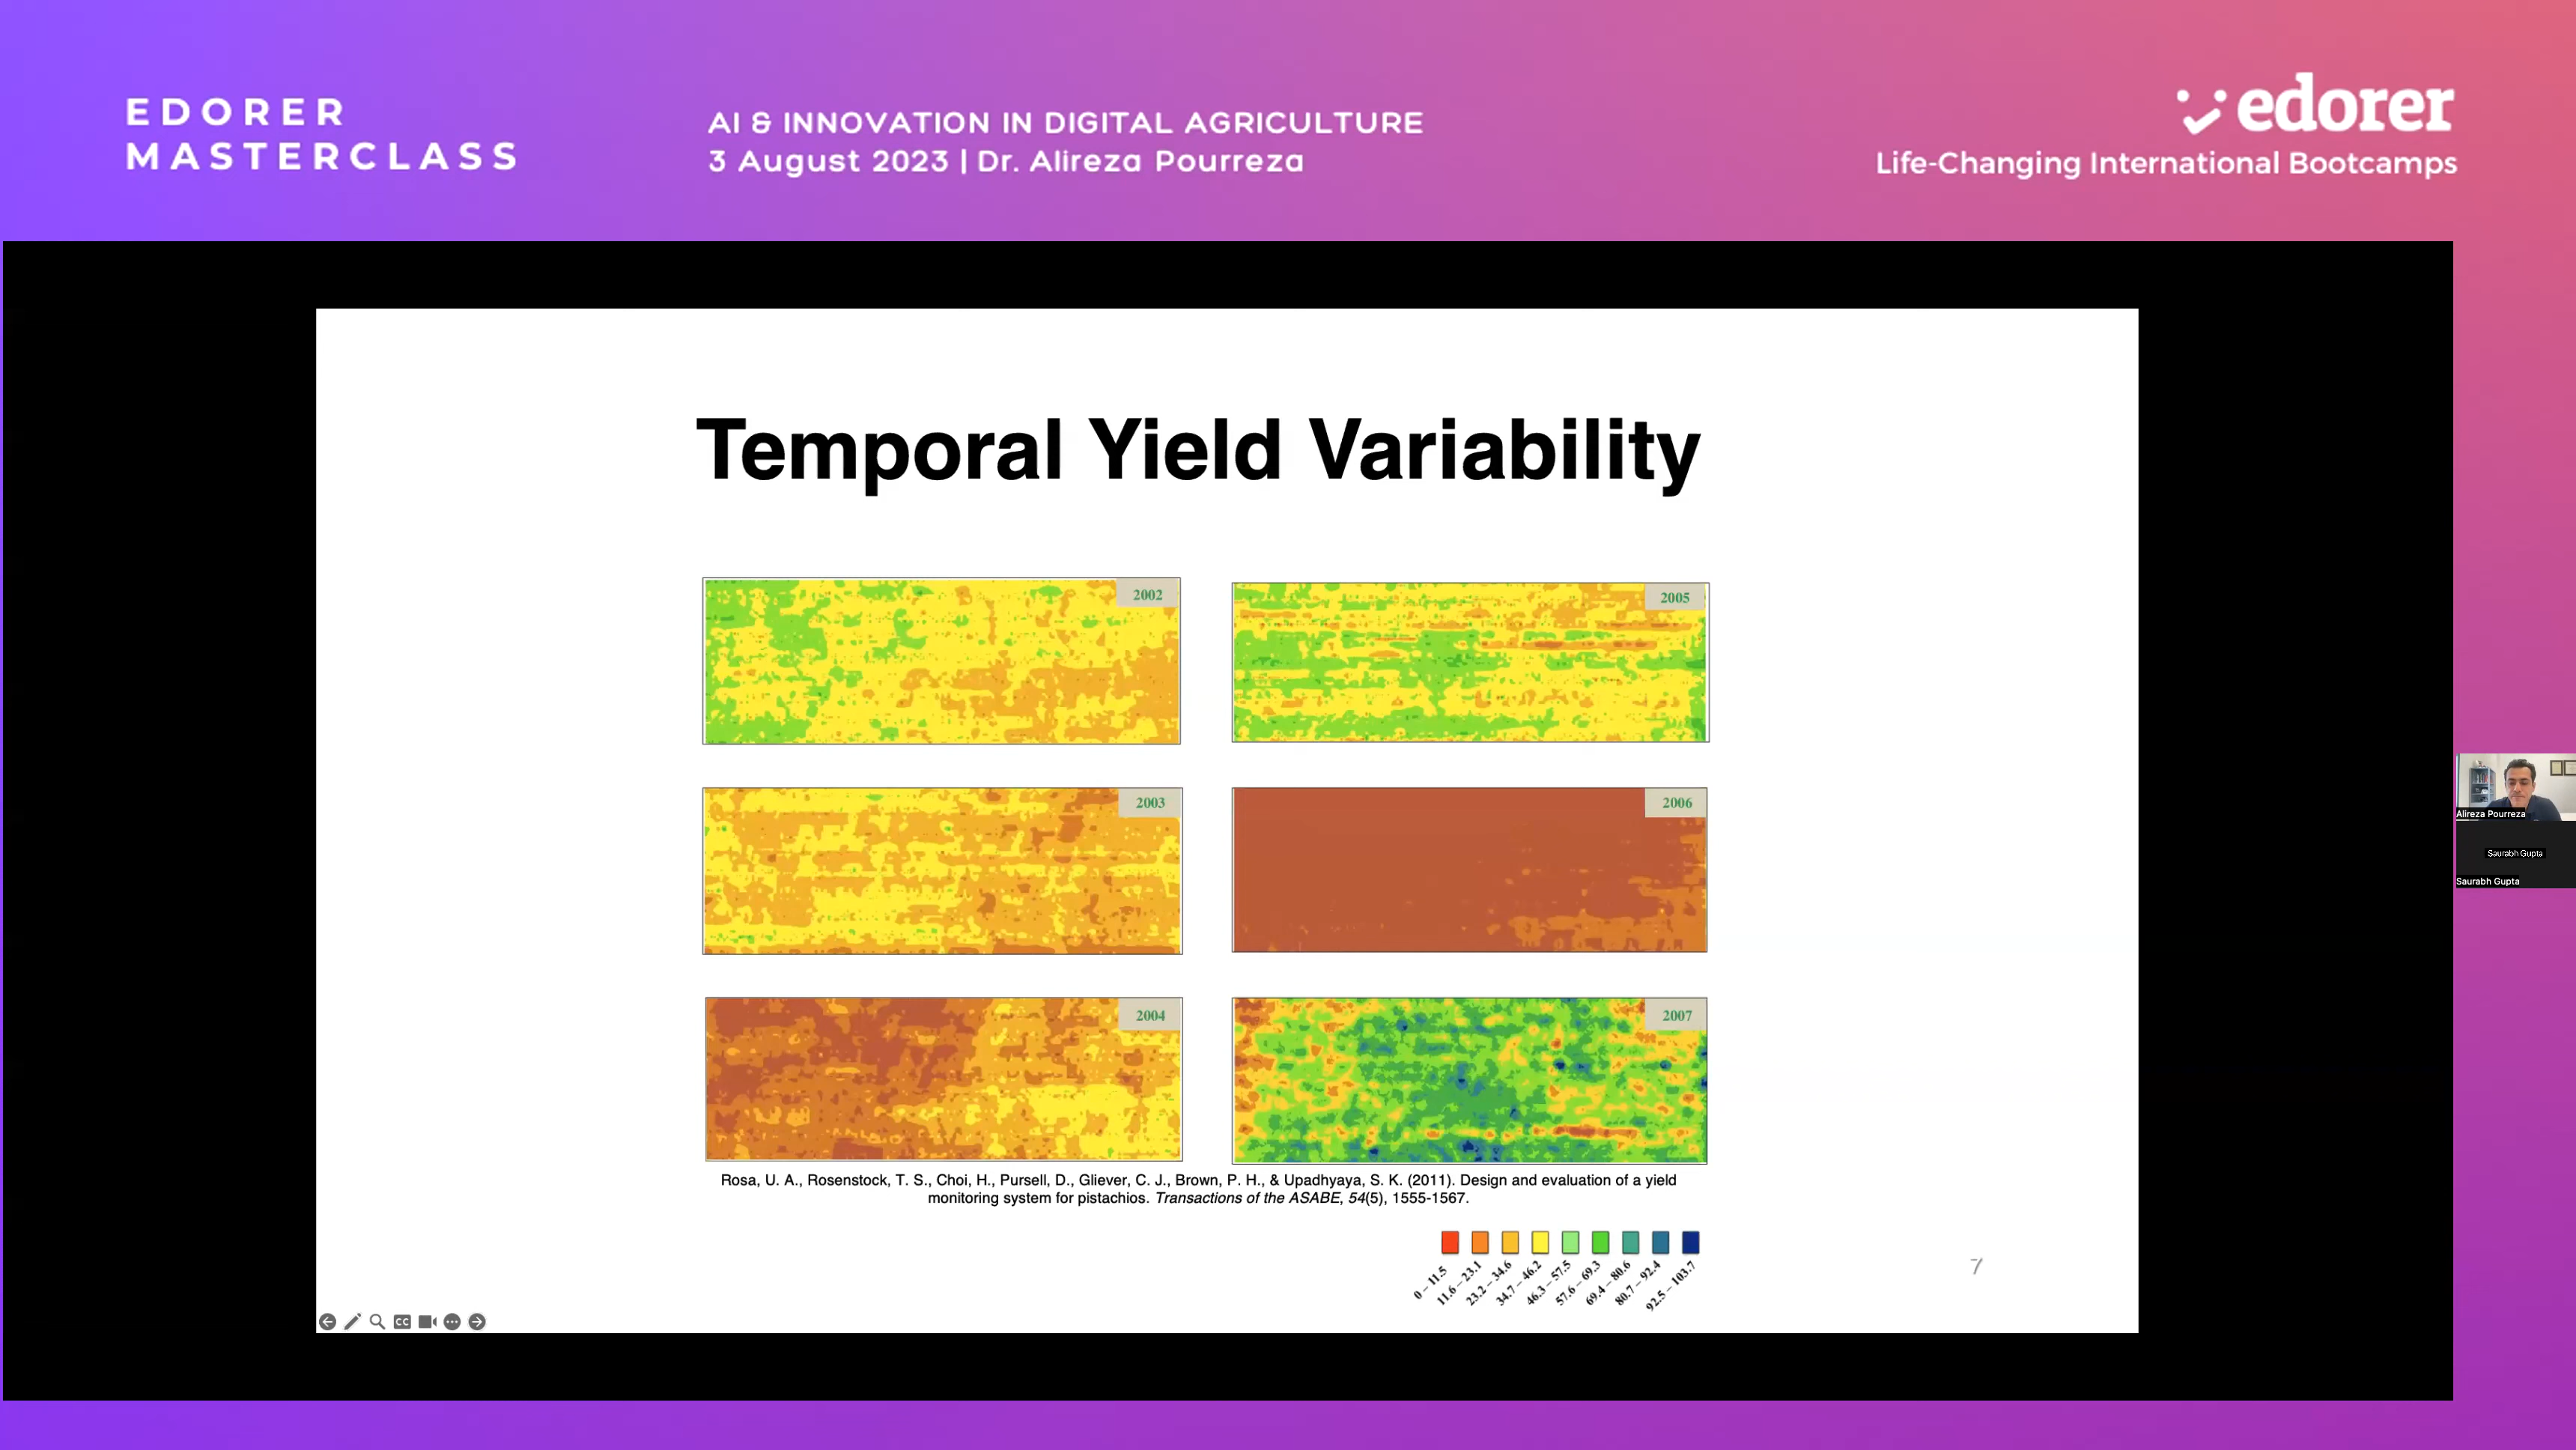 EDORER
MASTERCLASS
AI & INNOVATION IN DIGITAL AGRICULTURE
3 August 2023 | Dr. Alireza Pourreza
edorer
Life-Changing International Bootcamps
Temporal Yield Variability
2002
2005
2003
2006
2004
2007
Rosa, U. A., Rosenstock, T. S., Choi, H., Pursell, D., Gliever, C. J., Brown, P. H., & Upadhyaya, S. K. (2011). Design and evaluation of a yield
monitoring system for pistachios. Transactions of the ASABE, 54(5), 1555-1567.
0 – 11.5
11.6 – 23.1
23.2 – 34.6
34.7 – 46.2
46.3 – 57.5
57.6 – 69.3
69.4 – 80.6
80.7 – 92.4
92.5 – 103.7
7
CC
Alireza Pourreza
Saurabh Gupta
Saurabh Gupta